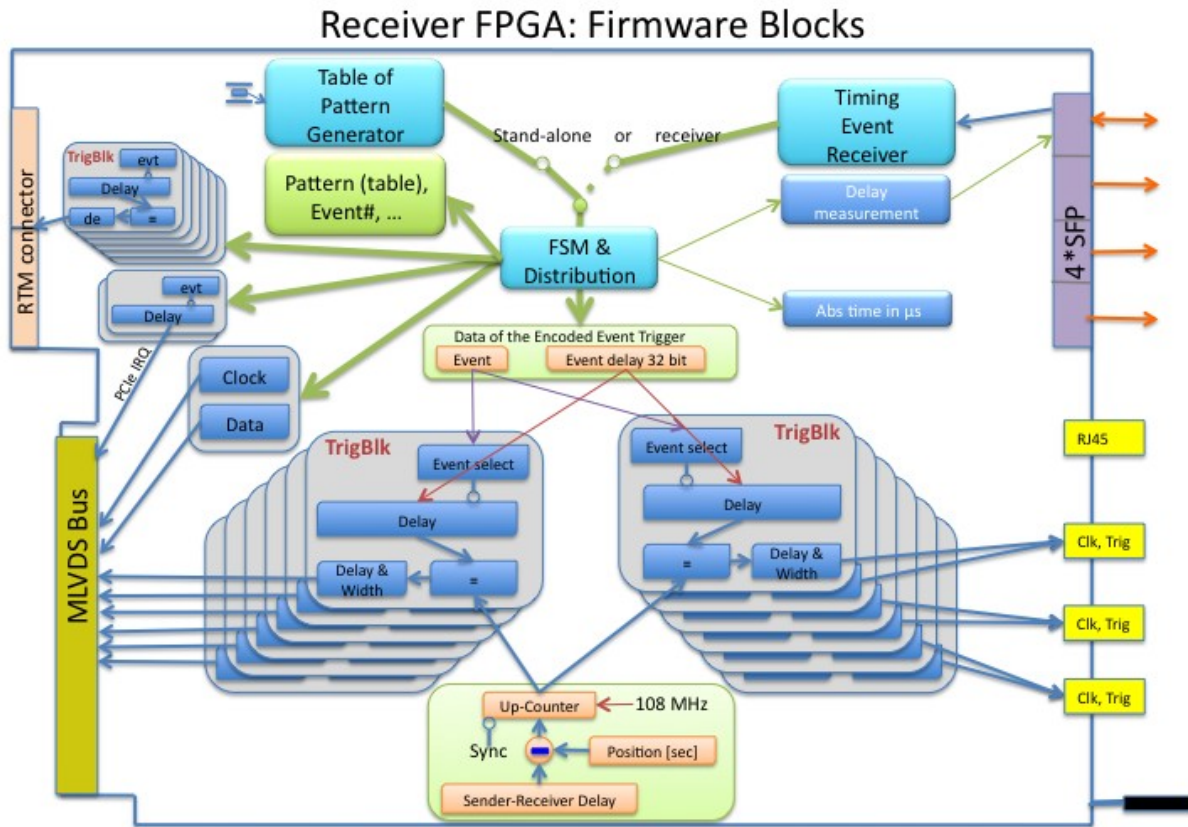 Receiver FPGA: Firmware Blocks
Table of
Pattern
Generator
Timing
Event
Receiver
Stand-alone or receiver
TrigBlk
evt
Delay
de
=
RTM connector
Pattern (table),
Event#, ...
Delay
measurement
4*SFP
FSM &
Distribution
evt
Delay
Abs time in µs
PCIe IRQ
Data of the Encoded Event Trigger
Event
Event delay 32 bit
Clock
Data
TrigBlk
Event select
Delay
Delay &
Width
=
TrigBlk
Event select
Delay
=
Delay &
Width
RJ45
Clk, Trig
Clk, Trig
Clk, Trig
MLVDS Bus
Up-Counter
108 MHz
Sync
Position [sec]
Sender-Receiver Delay